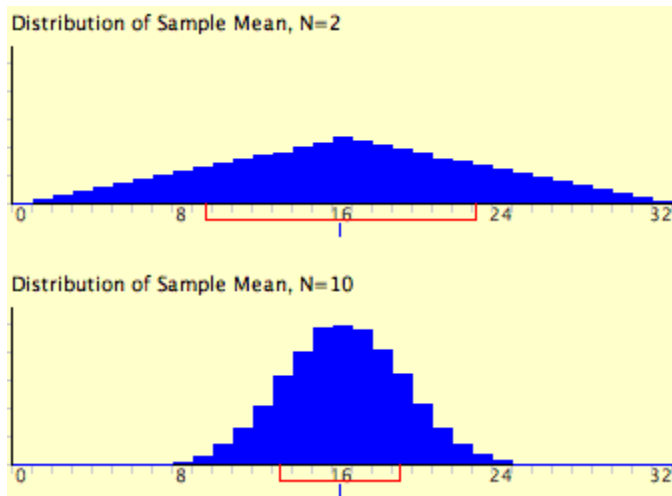 Distribution of Sample Mean, N=2
0 8 16 24 32
Distribution of Sample Mean, N=10
0 8 16 24 32